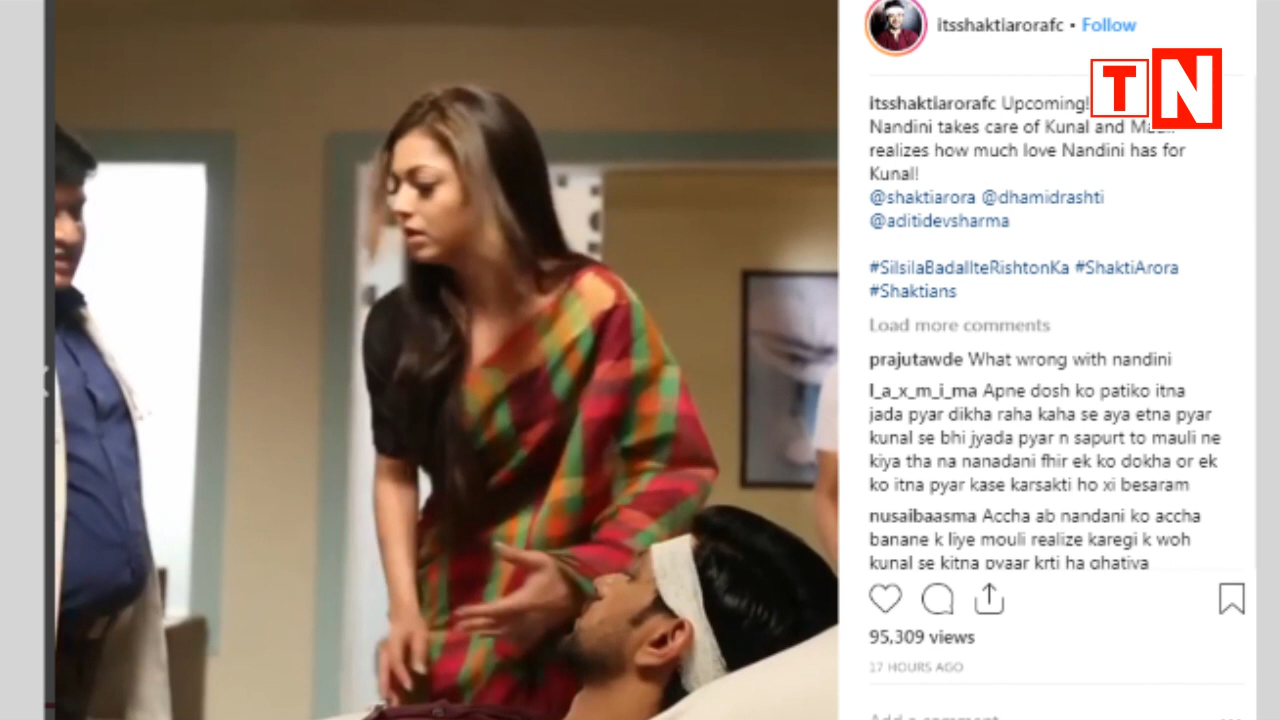 itsshaktiarorafc • Follow
TN
itsshaktiarorafc Upcoming!
Nandini takes care of Kunal and
realizes how much love Nandini has for
Kunal!
@shaktiarora @dhamidrashti
@aditidevsharma
#SilsilaBadallteRishtonKa #ShaktiArora
#Shaktians
Load more comments
prajutawde What wrong with nandini
l_a_x_m_i_ma Apne dosh ko patiko itna
jada pyar dikha raha kaha se aya etna pyar
kunal se bhi jyada pyar n sapurt to mauli ne
kiya tha na nanadani fhir ek ko dokha or ek
ko itna pyar kase karsakti ho xi besaram
nusaibaasma Accha ab nandani ko accha
banane k liye mouli realize karegi k woh
kunal se kitna pyaar krti ha ghatiya
95,309 views
17 HOURS AGO
Add a comment